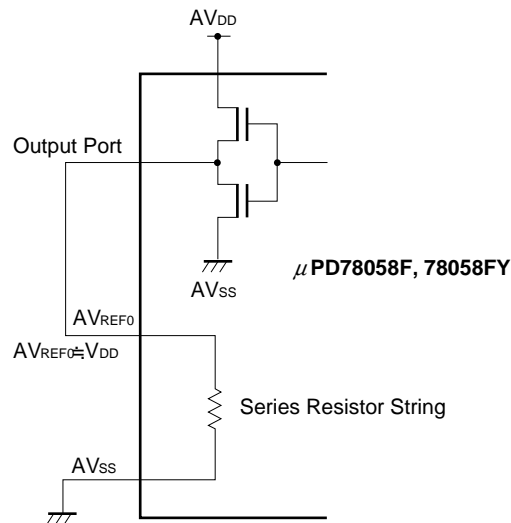 AVDD
Output Port
μPD78058F, 78058FY
AVSS
AVREF0
AVREF0≒VDD
Series Resistor String
AVSS